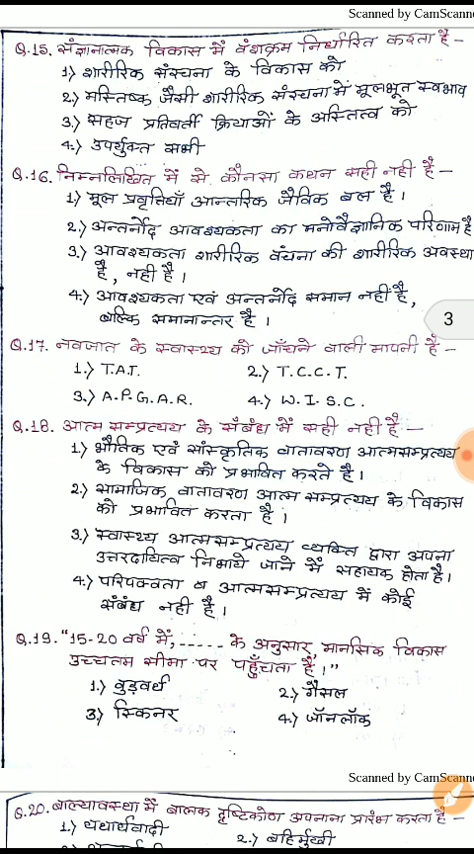 Scanned by CamScann
Q.15. संज्ञानात्मक विकास में वंशक्रम निर्धारित करता है -
1) शारीरिक संरचना के विकास को
2.) मस्तिष्क जैसी शारीरिक संरचना में मूलभूत स्वभाव
3.) सहज प्रतिवर्ती क्रियाओं के अस्तित्व को
4.) उपर्युक्त सभी
Q.16. निम्नलिखित में से कौनसा कथन सही नही है -
1.) मूल प्रवृत्तियाँ आन्तरिक जैविक बल है।
2.) अन्तर्नोद आवश्यकता का मनोवैज्ञानिक परिणाम है
3.) आवश्यकता शारीरिक वंचना की शारीरिक अवस्था
है, नही है।
4.) आवश्यकता एवं अन्तर्नोद समान नही है,
बल्कि समानान्तर है।
3
Q.17. नवजात के स्वास्थ्य को जाँचने वाली मापनी है -
1.) T.A.T. 2.) T.C.C.T.
3.) A.P.G.A.R. 4.) W.I.S.C.
Q.18. आत्म सम्प्रत्यय के संबंध में सही नही है -
1.) भौतिक एवं सांस्कृतिक वातावरण आत्मसम्प्रत्यय
के विकास को प्रभावित करते है।
2.) सामाजिक वातावरण आत्म सम्प्रत्यय के विकास
को प्रभावित करता है।
3.) स्वास्थ्य आत्मसम्प्रत्यय व्यक्ति द्वारा अपना
उत्तरदायित्व निभाये जाने में सहायक होता है।
4.) परिपक्वता व आत्मसम्प्रत्यय में कोई
संबंध नही है।
Q.19. "15-20 वर्ष में, ----- के अनुसार, मानसिक विकास
उच्चतम सीमा पर पहुँचता है।"
1.) वुडवर्थ 2.) गैसल
3) स्किनर 4.) जॉन लॉक
Scanned by CamScann
Q.20. बाल्यावस्था में बालक दृष्टिकोण अपनाना प्रारंभ करता है -
1.) यथार्थवादी 2.) बहिर्मुखी